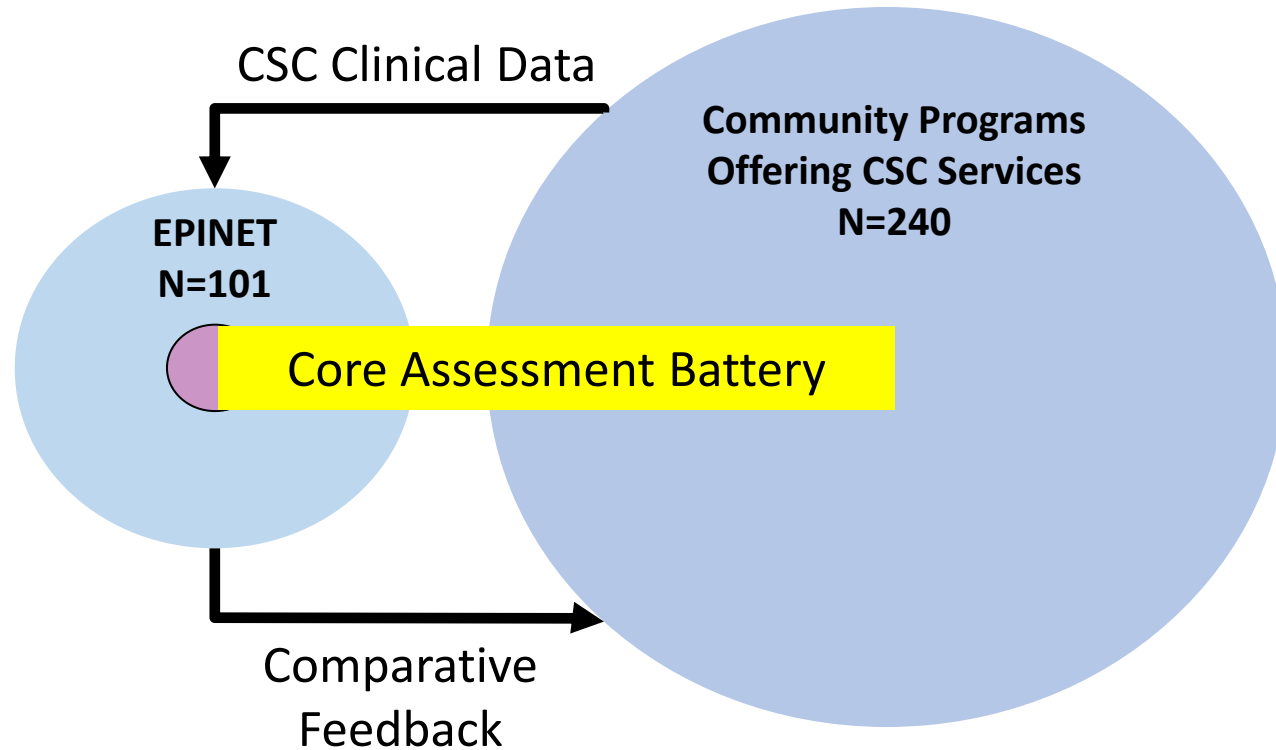 CSC Clinical Data
Community Programs
Offering CSC Services
N=240
EPINET
N=101
Core Assessment Battery
Comparative
Feedback